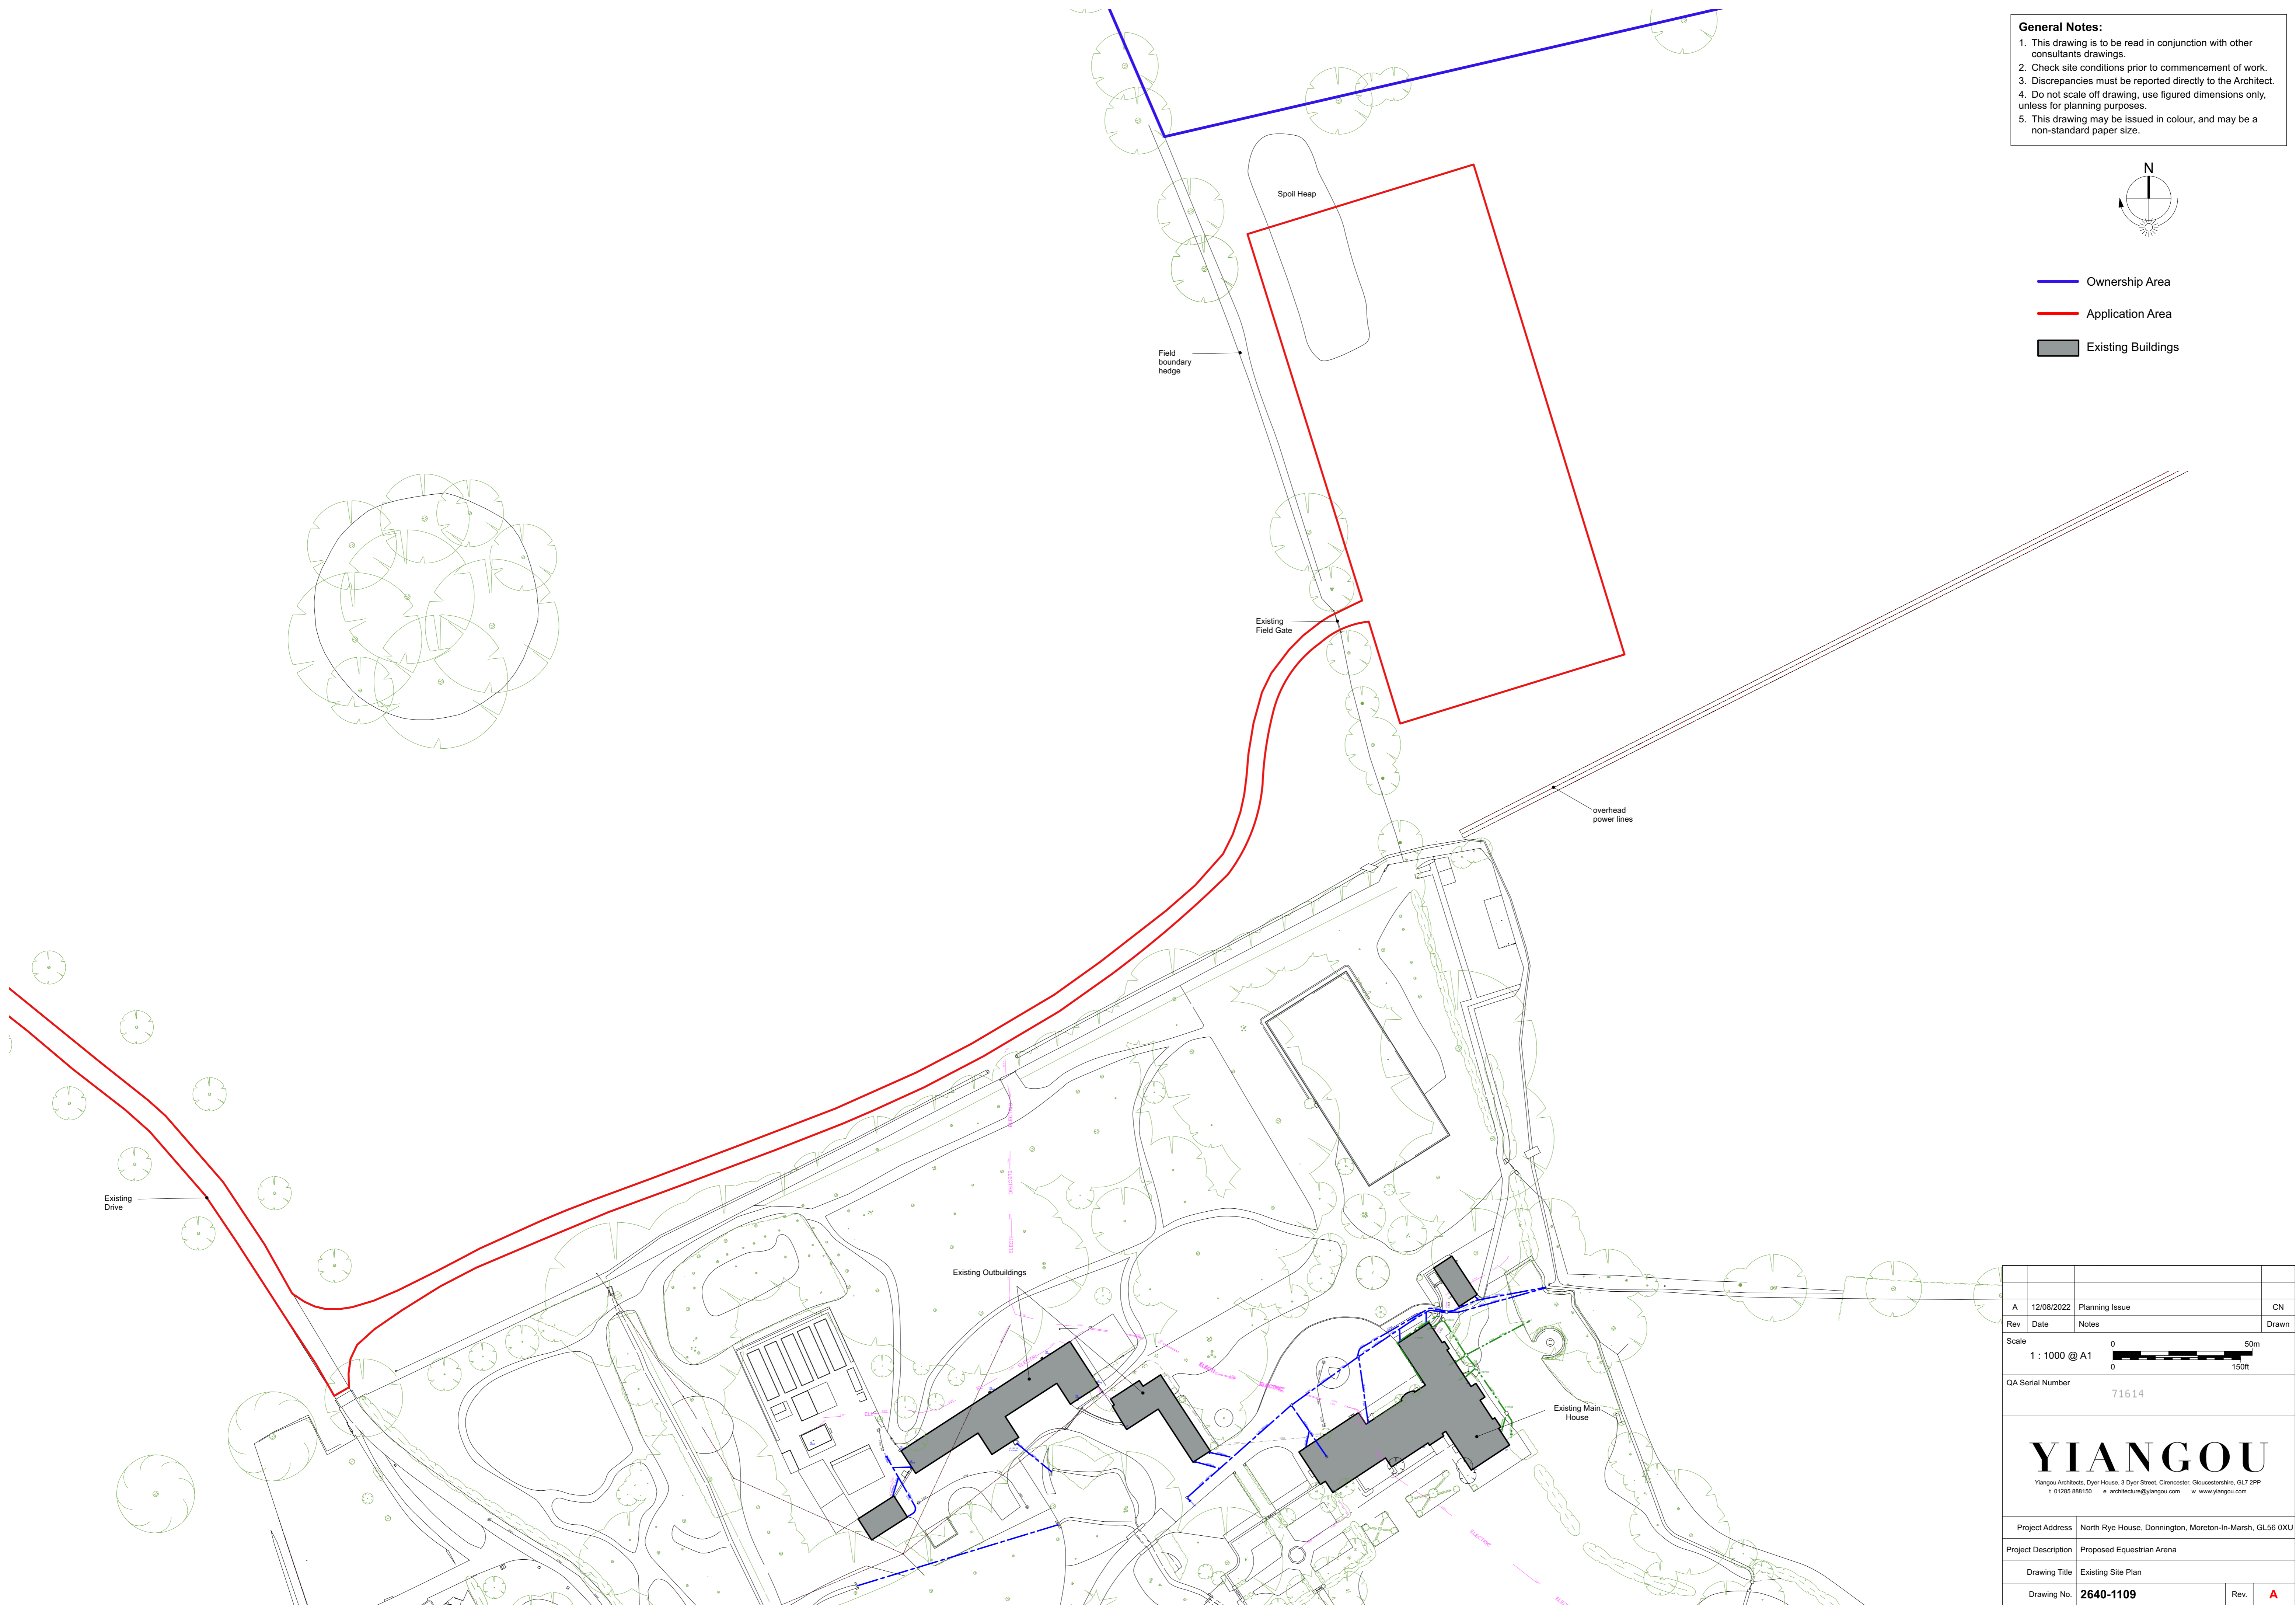 General Notes:
1. This drawing is to be read in conjunction with other
consultants drawings.
2. Check site conditions prior to commencement of work.
3. Discrepancies must be reported directly to the Architect.
4. Do not scale off drawing, use figured dimensions only,
unless for planning purposes.
5. This drawing may be issued in colour, and may be a
non-standard paper size.
N
Ownership Area
Application Area
Existing Buildings
Spoil Heap
Field
boundary
hedge
Existing
Field Gate
overhead
power lines
Existing
Drive
Existing Outbuildings
Existing Main
House
ELECTRIC
ELECTRIC
ELECTRIC
A 12/08/2022 Planning Issue CN
Rev Date Notes Drawn
Scale
1 : 1000 @ A1
0 50m
0 150ft
QA Serial Number
71614
YIANGOU
Yiangou Architects, Dyer House, 3 Dyer Street, Cirencester, Gloucestershire, GL7 2PP
t 01285 888150 e architecture@yiangou.com w www.yiangou.com
Project Address North Rye House, Donnington, Moreton-In-Marsh, GL56 0XU
Project Description Proposed Equestrian Arena
Drawing Title Existing Site Plan
Drawing No. 2640-1109 Rev. A